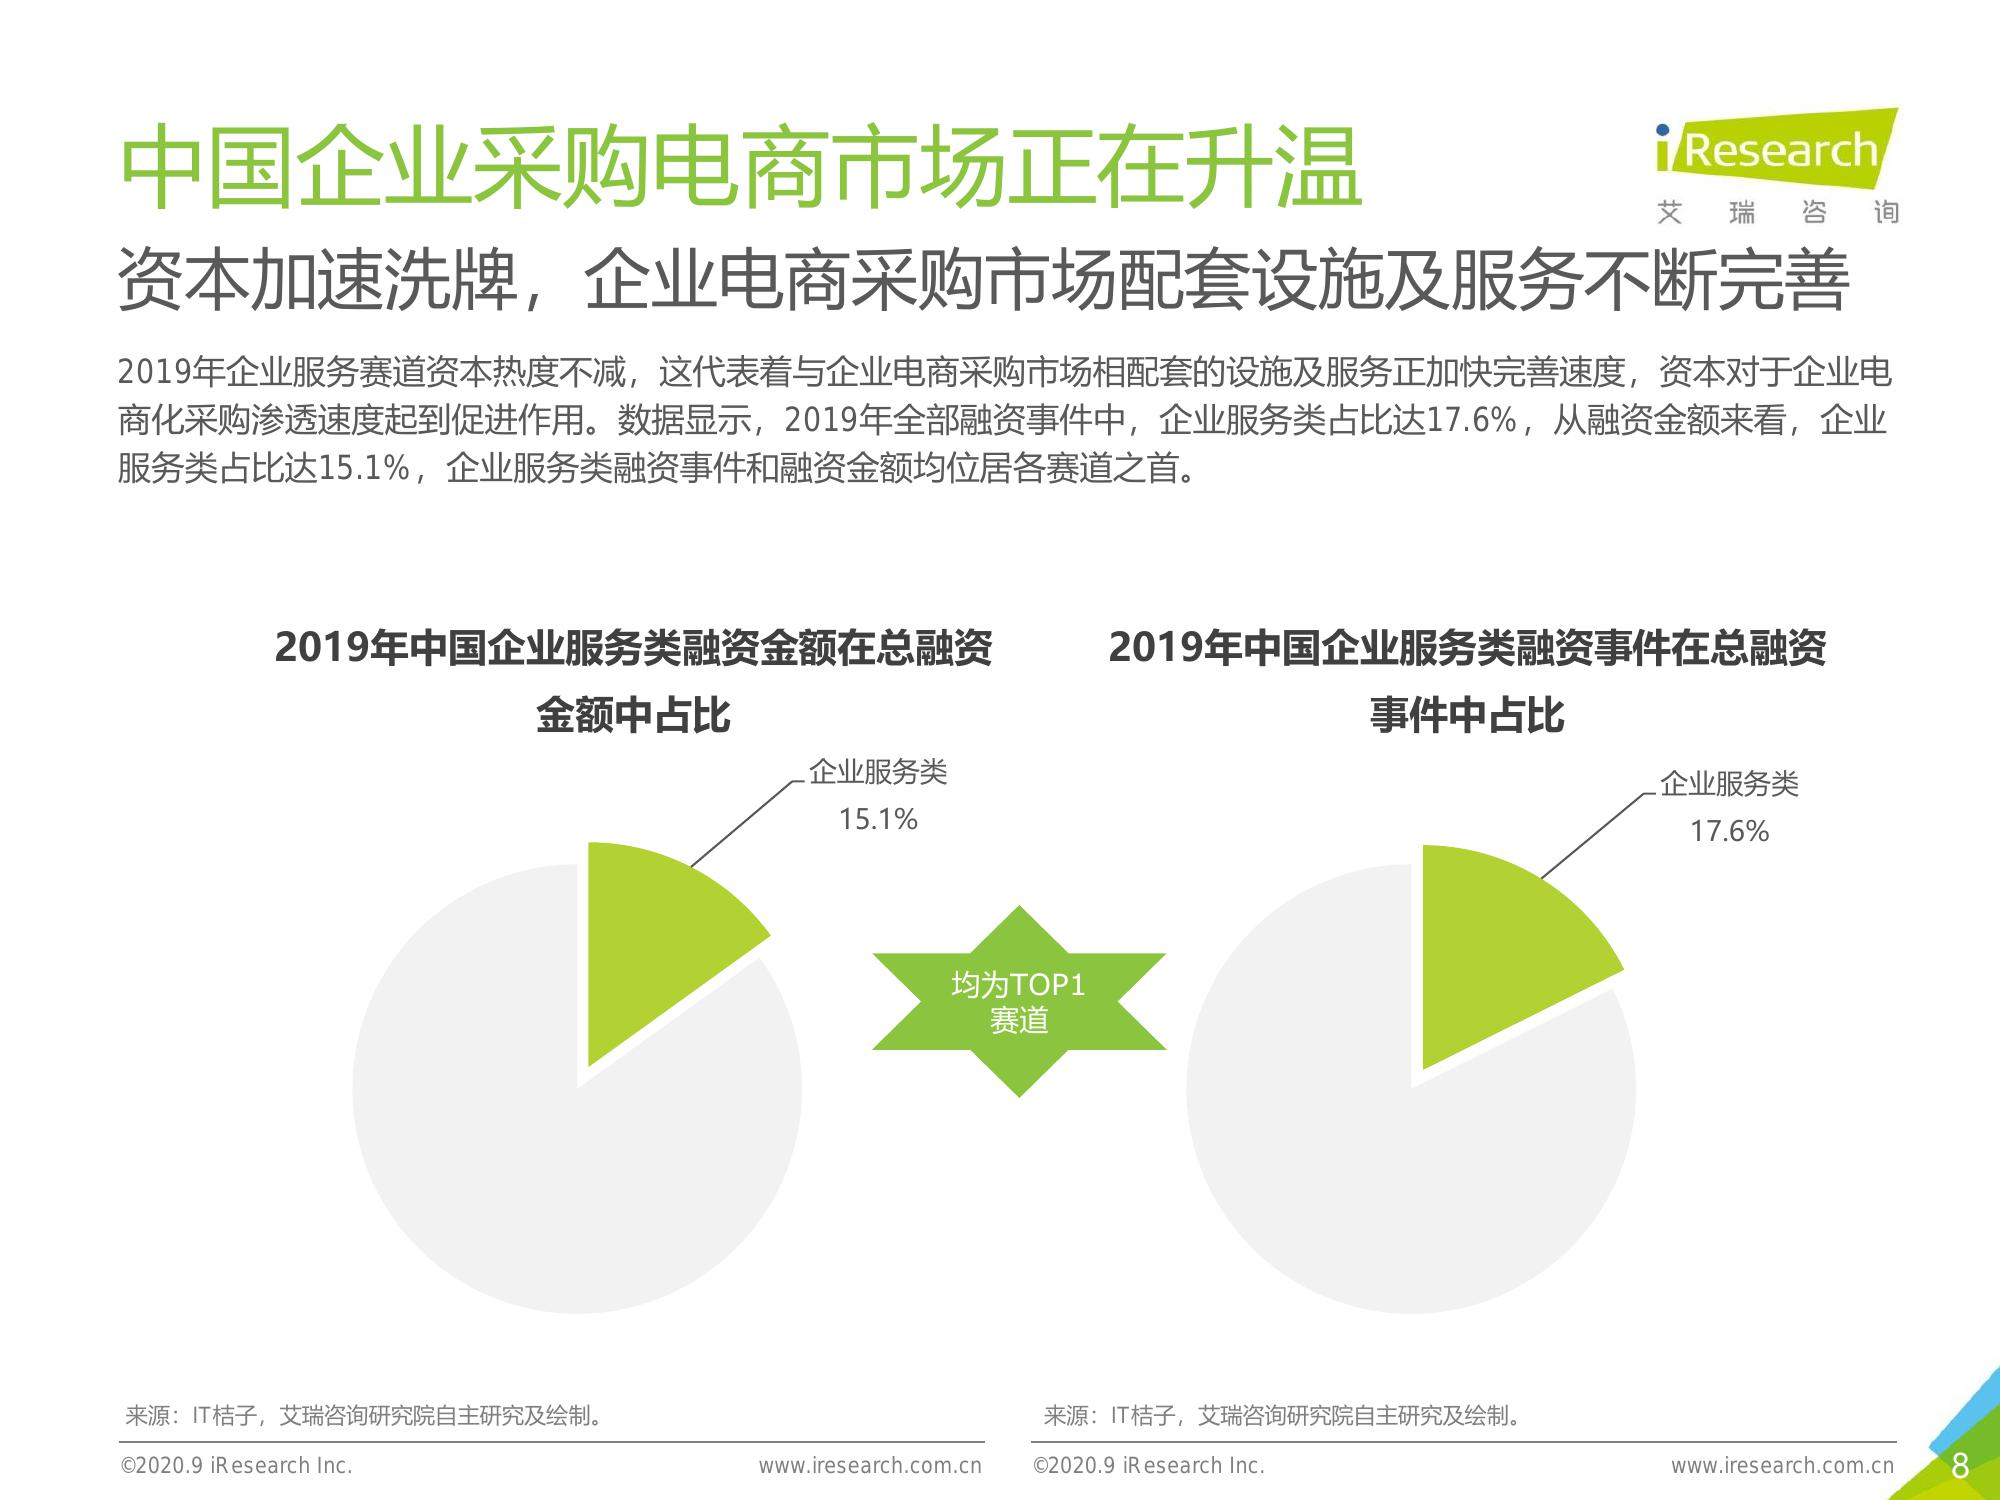 中国企业采购电商市场正在升温
iResearch
艾瑞咨询
资本加速洗牌，企业电商采购市场配套设施及服务不断完善
2019年企业服务赛道资本热度不减，这代表着与企业电商采购市场相配套的设施及服务正加快完善速度，资本对于企业电
商化采购渗透速度起到促进作用。数据显示，2019年全部融资事件中，企业服务类占比达17.6%，从融资金额来看，企业
服务类占比达15.1%，企业服务类融资事件和融资金额均位居各赛道之首。
2019年中国企业服务类融资金额在总融资
金额中占比
企业服务类
15.1%
均为TOP1
赛道
2019年中国企业服务类融资事件在总融资
事件中占比
企业服务类
17.6%
来源：IT桔子，艾瑞咨询研究院自主研究及绘制。
来源：IT桔子，艾瑞咨询研究院自主研究及绘制。
©2020.9 iResearch Inc.
www.iresearch.com.cn
©2020.9 iResearch Inc.
www.iresearch.com.cn
8